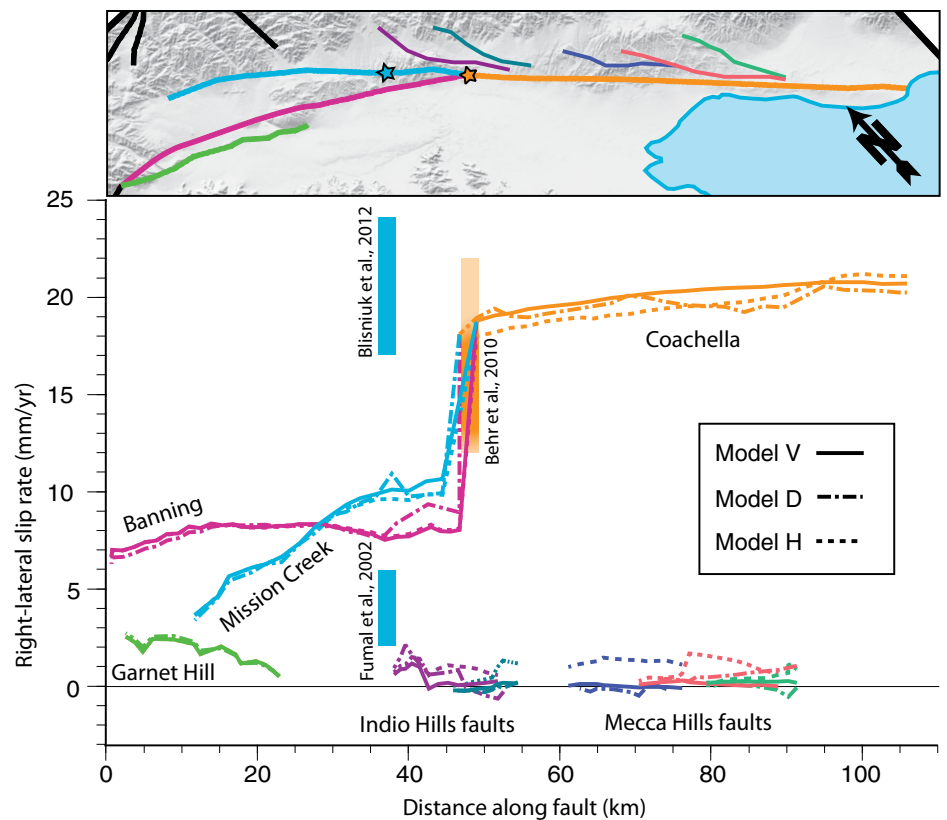 25
20
15
10
5
0
Right-lateral slip rate (mm/yr)
Blisniuk et al., 2012
Behr et al., 2010
Fumal et al., 2002
Coachella
Model V
Model D
Model H
Banning
Mission Creek
Garnet Hill
Indio Hills faults
Mecca Hills faults
0
20
40
60
80
100
Distance along fault (km)